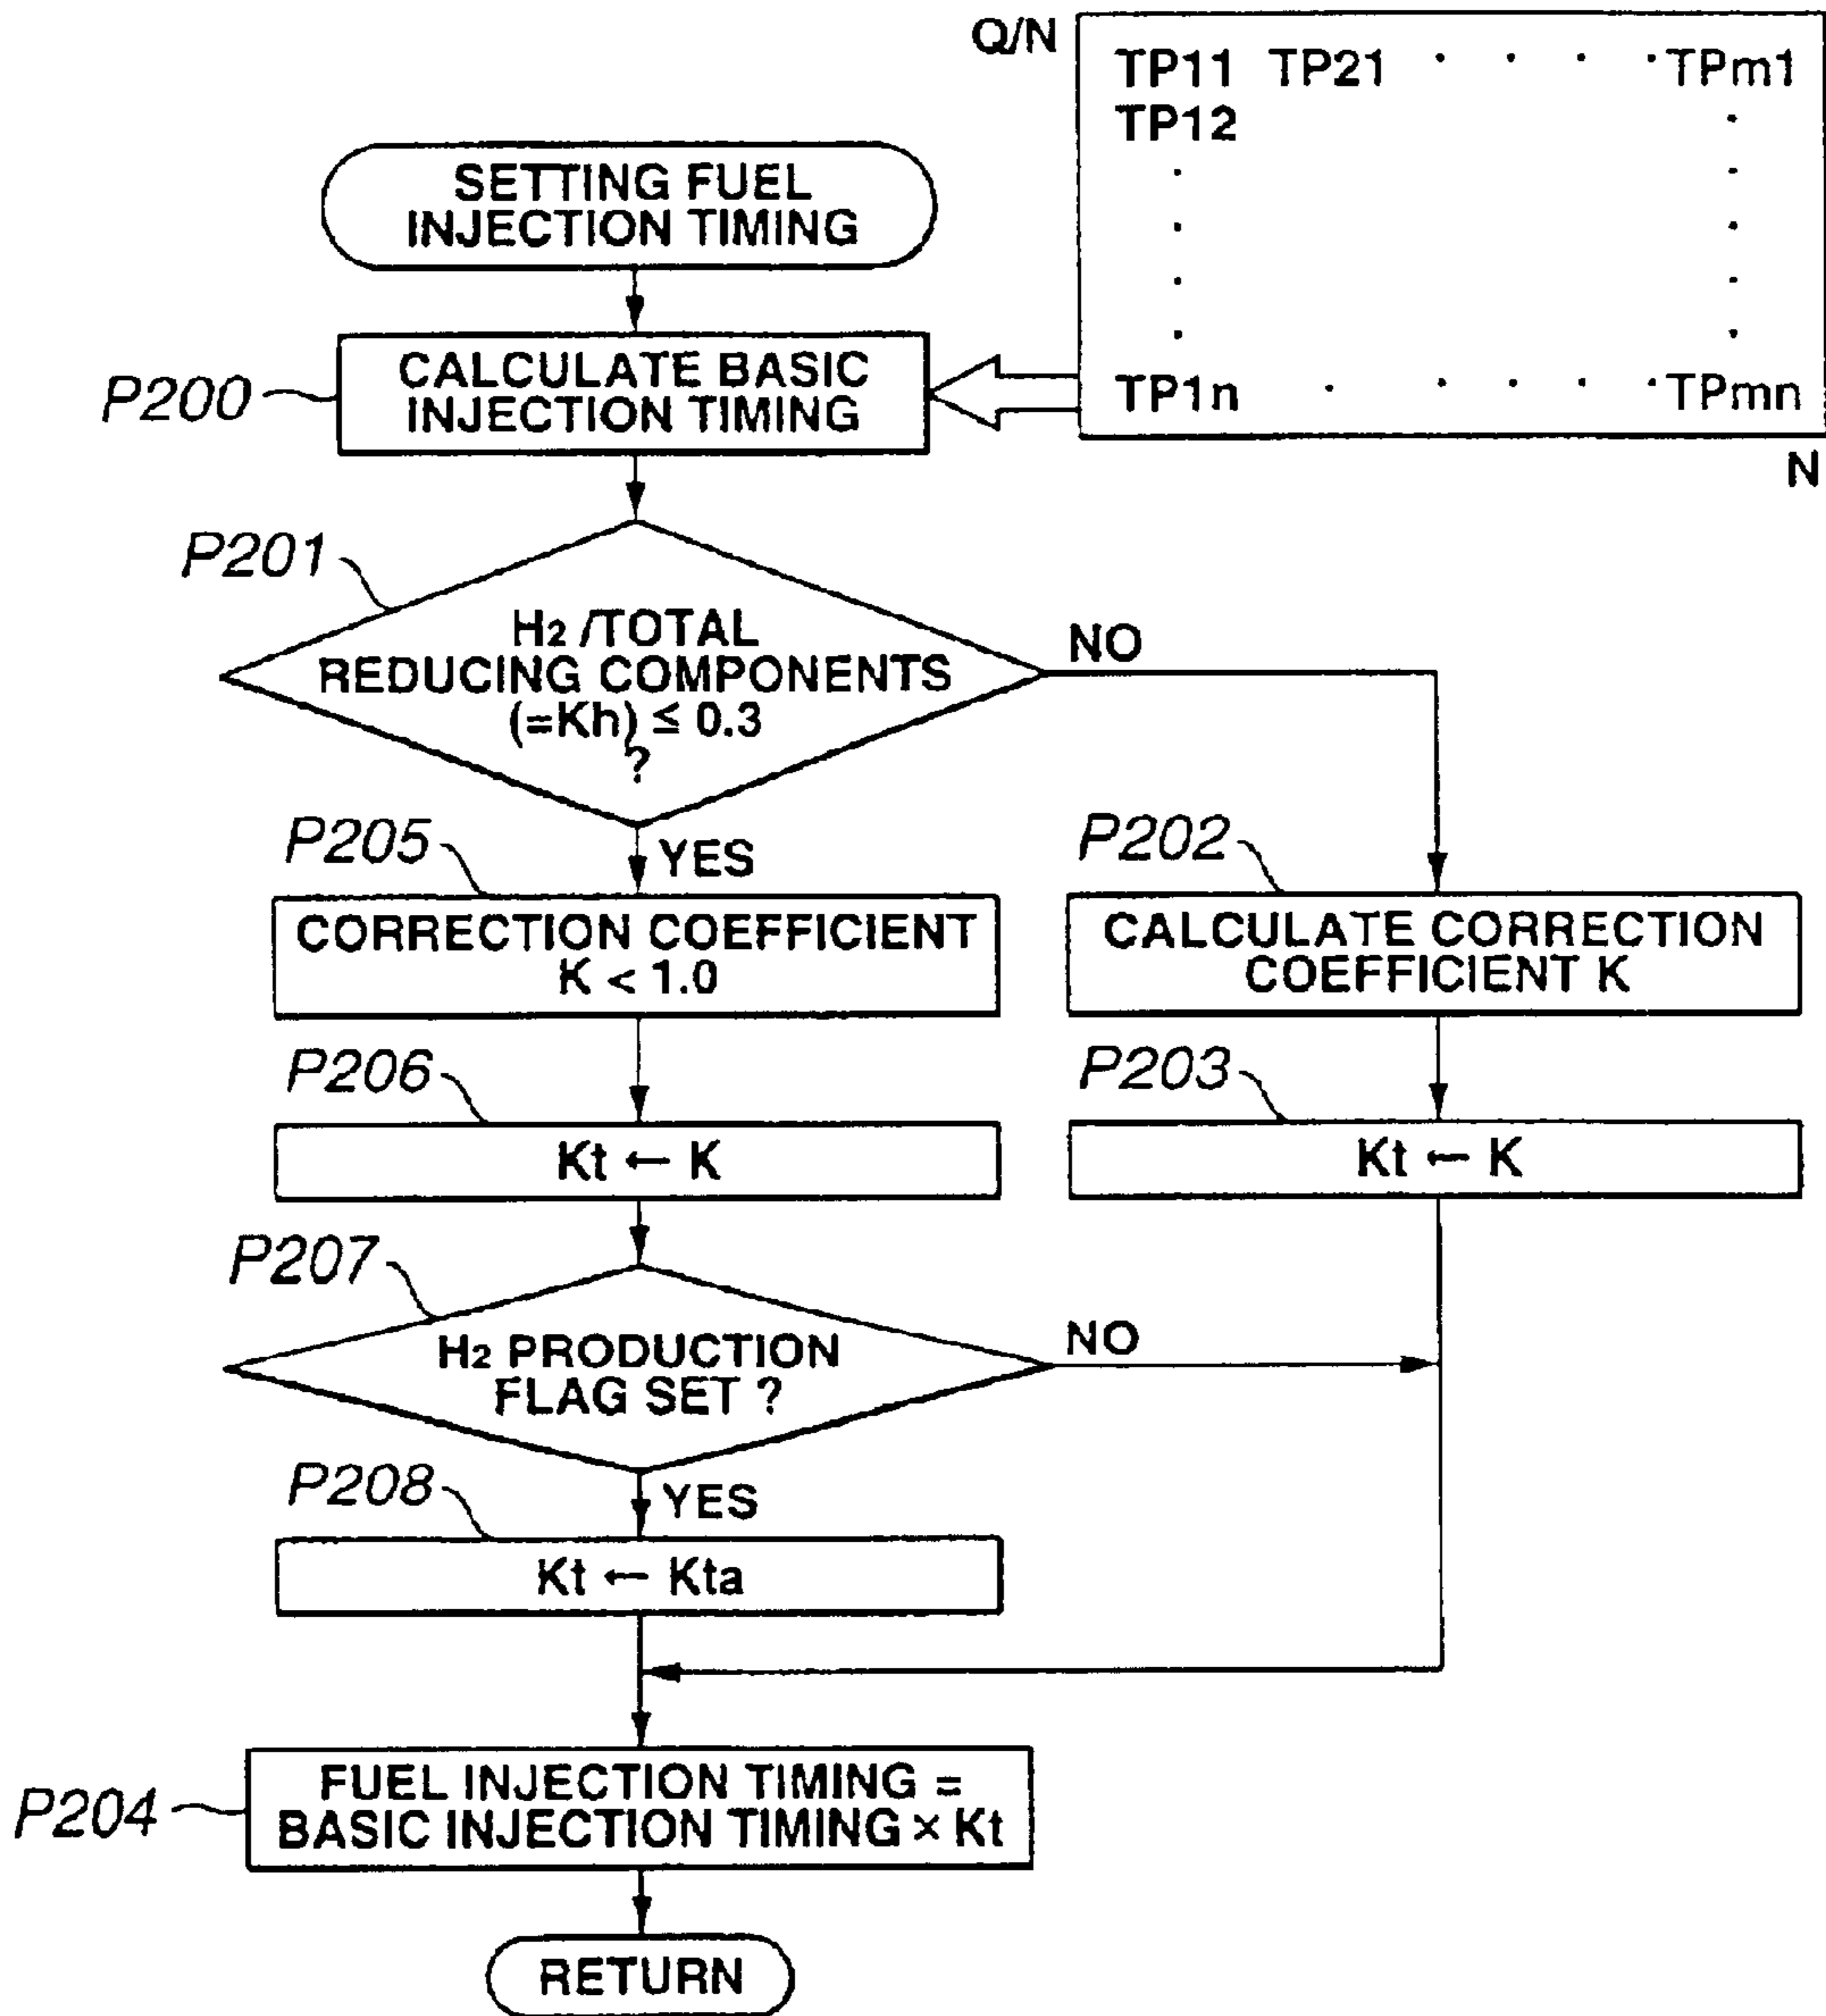 Q/N
TP11 TP21 · · · · TPm1
TP12
TP1n · · · · · TPmn
N
SETTING FUEL
INJECTION TIMING
P200
CALCULATE BASIC
INJECTION TIMING
P201
H2 /TOTAL
REDUCING COMPONENTS
(=Kh) ≤ 0.3
?
NO
YES
P205
CORRECTION COEFFICIENT
K < 1.0
P202
CALCULATE CORRECTION
COEFFICIENT K
P206
Kt ← K
P203
Kt ← K
P207
H2 PRODUCTION
FLAG SET ?
NO
YES
P208
Kt ← Kta
P204
FUEL INJECTION TIMING =
BASIC INJECTION TIMING × Kt
RETURN